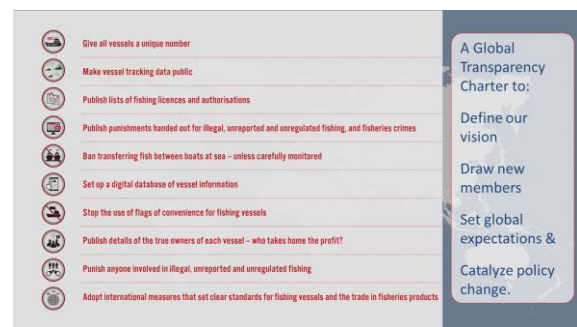 Give all vessels a unique number
Make vessel tracking data public
Publish lists of fishing licences and authorisations
Publish punishments handed out for illegal, unreported and unregulated fishing, and fisheries crimes
Ban transferring fish between boats at sea – unless carefully monitored
Set up a digital database of vessel information
Stop the use of flags of convenience for fishing vessels
Publish details of the true owners of each vessel – who takes home the profit?
Punish anyone involved in illegal, unreported and unregulated fishing
Adopt international measures that set clear standards for fishing vessels and the trade in fisheries products
A Global
Transparency
Charter to:
Define our
vision
Draw new
members
Set global
expectations &
Catalyze policy
change.